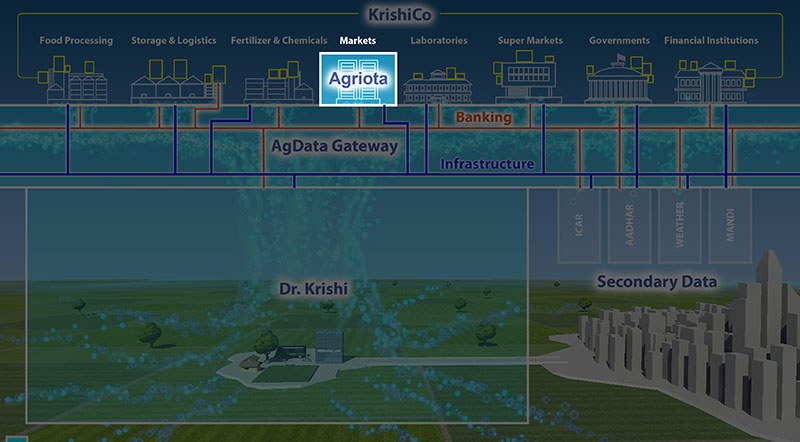 KrishiCo
Food Processing
Storage & Logistics
Fertilizer & Chemicals
Markets
Laboratories
Super Markets
Governments
Financial Institutions
Agriota
Banking
AgData Gateway
Infrastructure
ICAR
AADHAR
WEATHER
MANDI
Secondary Data
Dr. Krishi